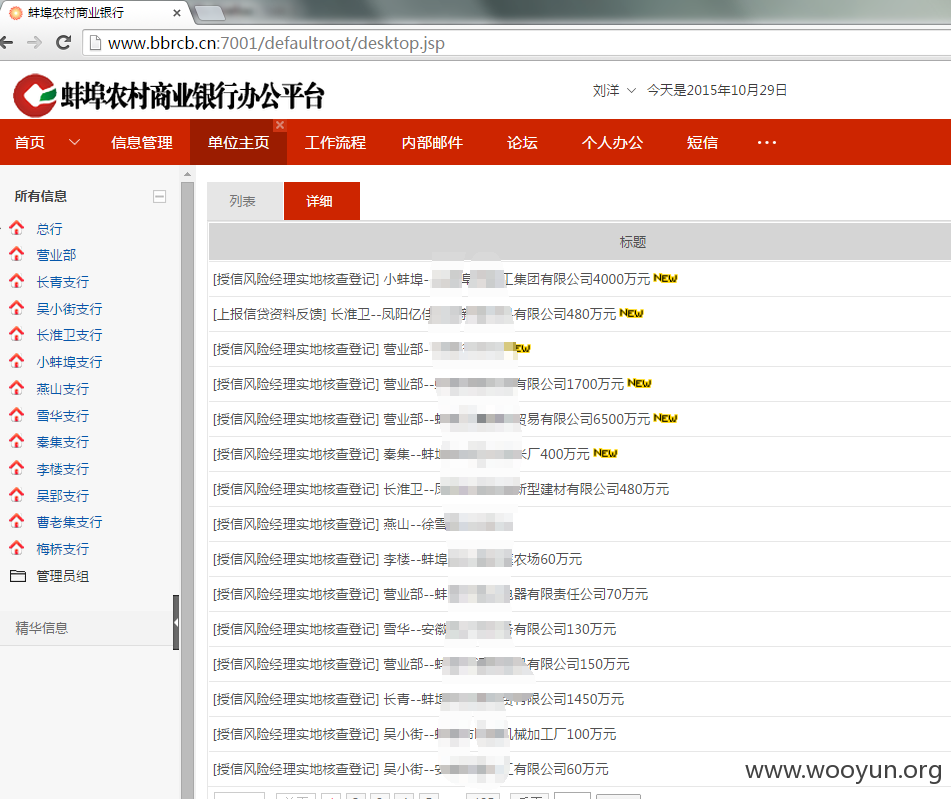 蚌埠农村商业银行
www.bbrcb.cn:7001/defaultroot/desktop.jsp
蚌埠农村商业银行办公平台
刘洋 今天是2015年10月29日
首页 信息管理 单位主页 工作流程 内部邮件 论坛 个人办公 短信 ...
所有信息
总行
营业部
长青支行
吴小街支行
长淮卫支行
小蚌埠支行
燕山支行
雪华支行
秦集支行
李楼支行
吴郢支行
曹老集支行
梅桥支行
管理员组
精华信息
列表 详细
标题
[授信风险经理实地核查登记] 小蚌埠- 工集团有限公司4000万元 NEW
[上报信贷资料反馈] 长淮卫--凤阳亿佳 有限公司480万元 NEW
[授信风险经理实地核查登记] 营业部- NEW
[授信风险经理实地核查登记] 营业部-- 有限公司1700万元 NEW
[授信风险经理实地核查登记] 营业部-- 贸易有限公司6500万元 NEW
[授信风险经理实地核查登记] 秦集--蚌埠 米厂400万元 NEW
[授信风险经理实地核查登记] 长淮卫-- 新型建材有限公司480万元
[授信风险经理实地核查登记] 燕山--徐雪
[授信风险经理实地核查登记] 李楼--蚌埠 农场60万元
[授信风险经理实地核查登记] 营业部--蚌 电器有限责任公司70万元
[授信风险经理实地核查登记] 雪华--安徽 有限公司130万元
[授信风险经理实地核查登记] 营业部-- 有限公司150万元
[授信风险经理实地核查登记] 长青--蚌埠 有限公司1450万元
[授信风险经理实地核查登记] 吴小街-- 机械加工厂100万元
[授信风险经理实地核查登记] 吴小街-- 工有限公司60万元
www.wooyun.org